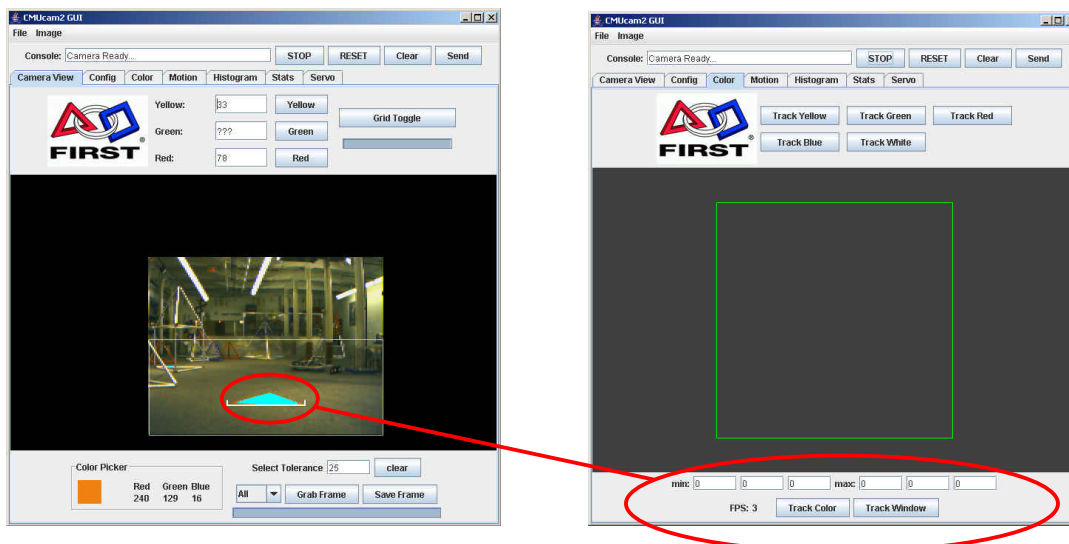 CMUcam2 GUI
File Image
Console: Camera Ready... STOP RESET Clear Send
Camera View Config Color Motion Histogram Stats Servo
FIRST®
Yellow: 33 Yellow
Green: ??? Green
Red: 78 Red
Grid Toggle
Color Picker
Red Green Blue
240 129 16
Select Tolerance 25 clear
All Grab Frame Save Frame
CMUcam2 GUI
File Image
Console: Camera Ready... STOP RESET Clear Send
Camera View Config Color Motion Histogram Stats Servo
FIRST®
Track Yellow Track Green Track Red
Track Blue Track White
min: 0 0 0 max: 0 0 0
FPS: 3 Track Color Track Window